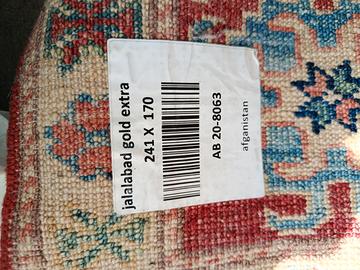 jalalabad gold extra
241 X 170
AB 20-8063
afganistan